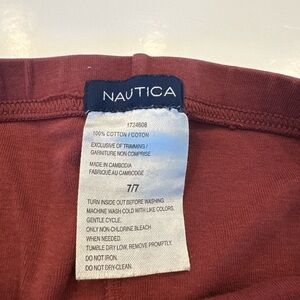 NAUTICA
1724608
100% COTTON / COTON
EXCLUSIVE OF TRIMMING /
GARNITURE NON COMPRISE
MADE IN CAMBODIA
FABRIQUÉ AU CAMBODGE
7/7
TURN INSIDE OUT BEFORE WASHING
MACHINE WASH COLD WITH LIKE COLORS.
GENTLE CYCLE.
ONLY NON-CHLORINE BLEACH
WHEN NEEDED.
TUMBLE DRY LOW, REMOVE PROMPTLY.
DO NOT IRON.
DO NOT DRY-CLEAN.